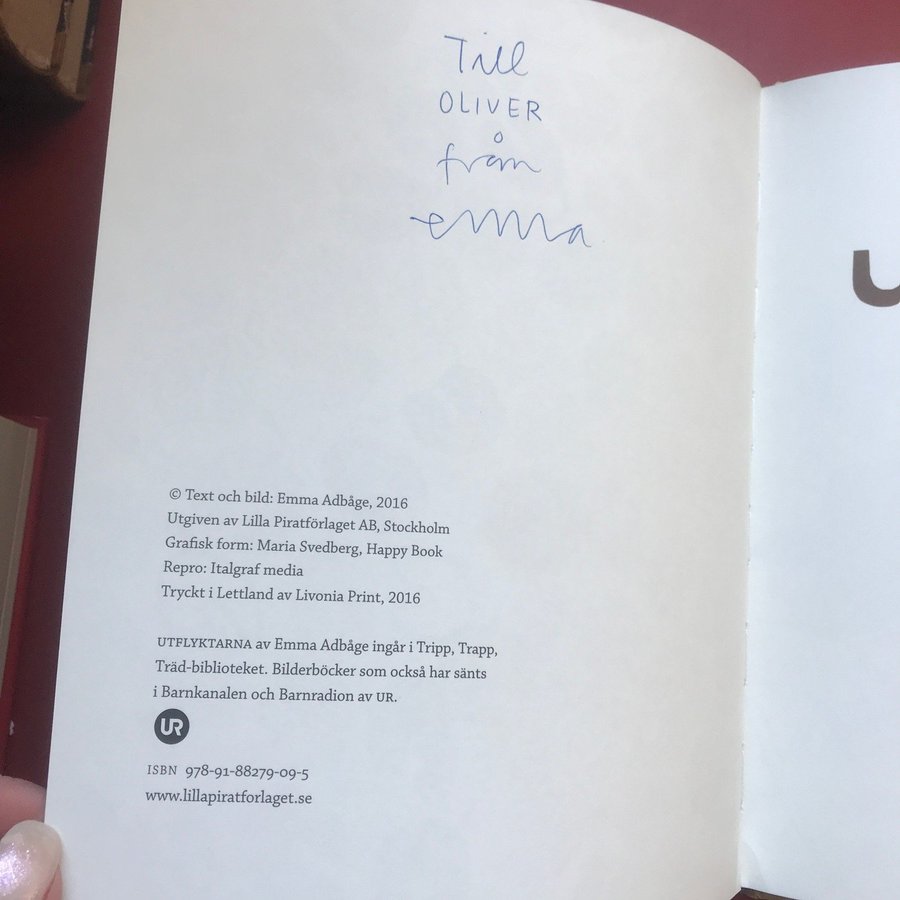 Till
OLIVER
från
emma
© Text och bild: Emma Adbåge, 2016
Utgiven av Lilla Piratförlaget AB, Stockholm
Grafisk form: Maria Svedberg, Happy Book
Repro: Italgraf media
Tryckt i Lettland av Livonia Print, 2016
UTFLYKTARNA av Emma Adbåge ingår i Tripp, Trapp,
Träd-biblioteket. Bilderböcker som också har sänts
i Barnkanalen och Barnradion av UR.
UR
ISBN 978-91-88279-09-5
www.lillapiratforlaget.se